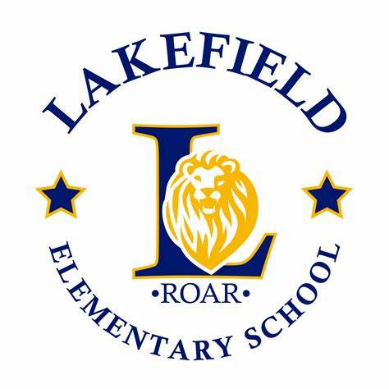 LAKEFIELD
L
•ROAR•
ELEMENTARY SCHOOL